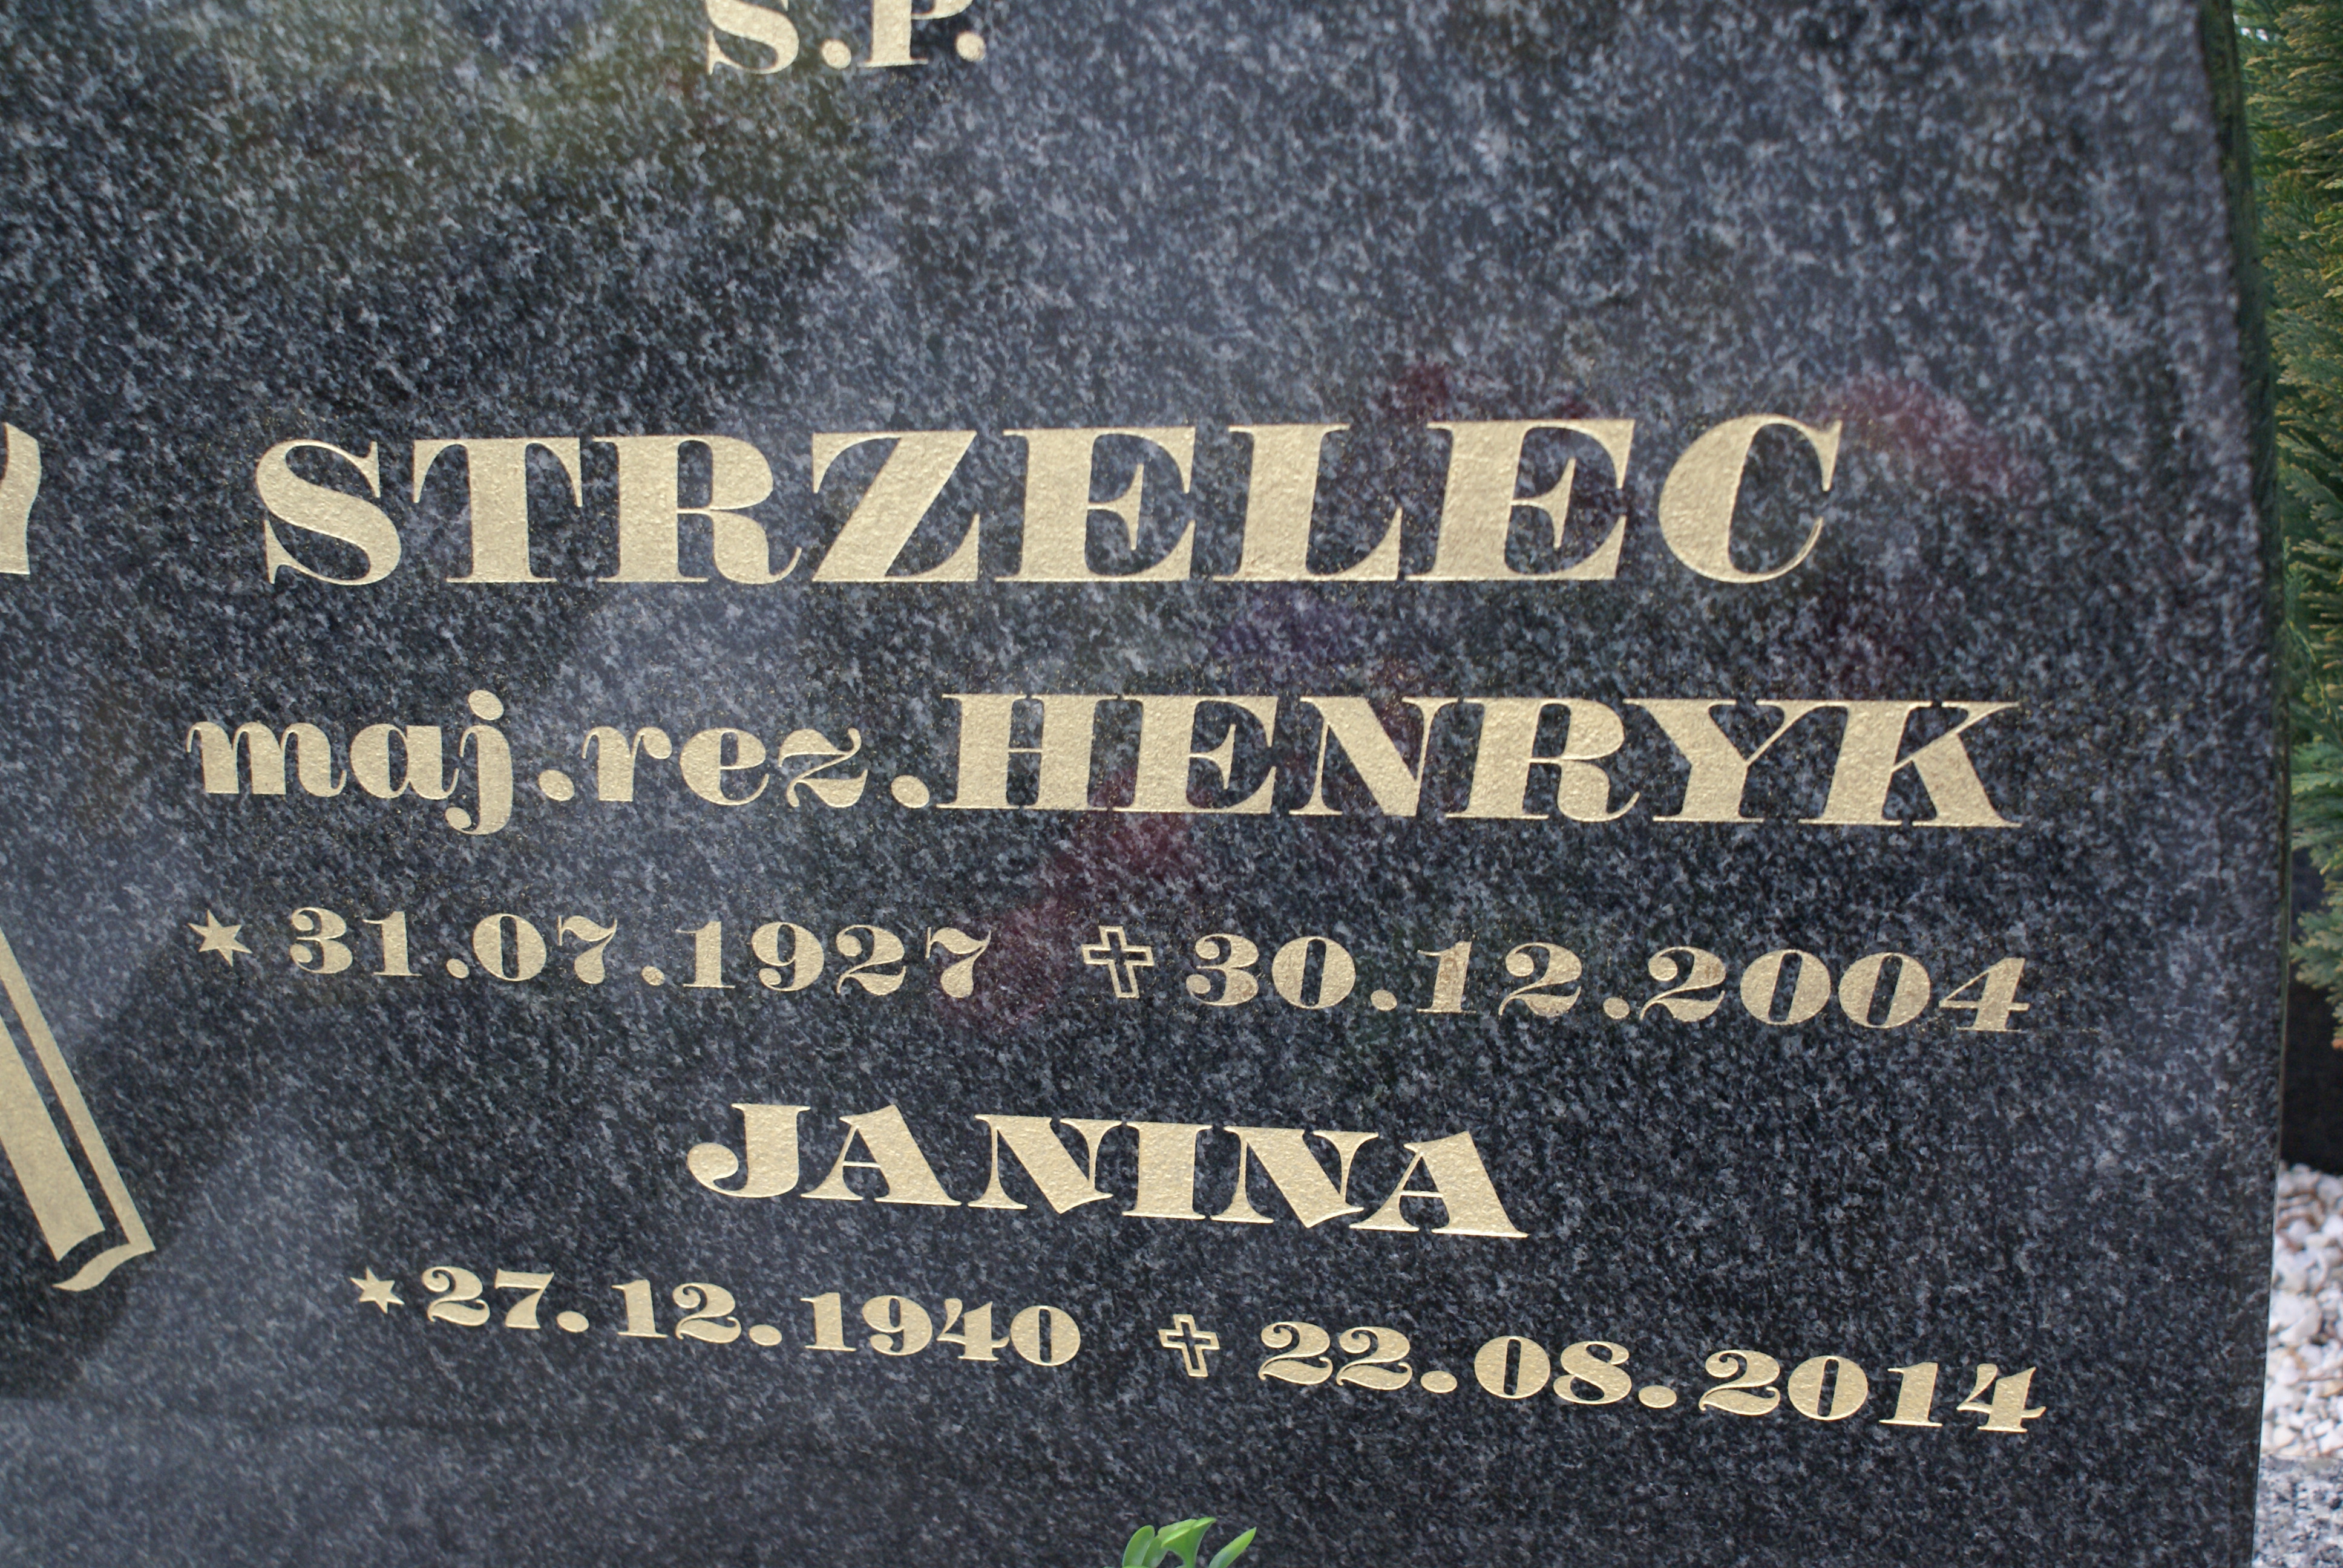 S.P.
STRZELEC
maj.rez.HENRYK
* 31.07.1927 ✝ 30.12.2004
JANINA
* 27.12.1940 ✝ 22.08.2014